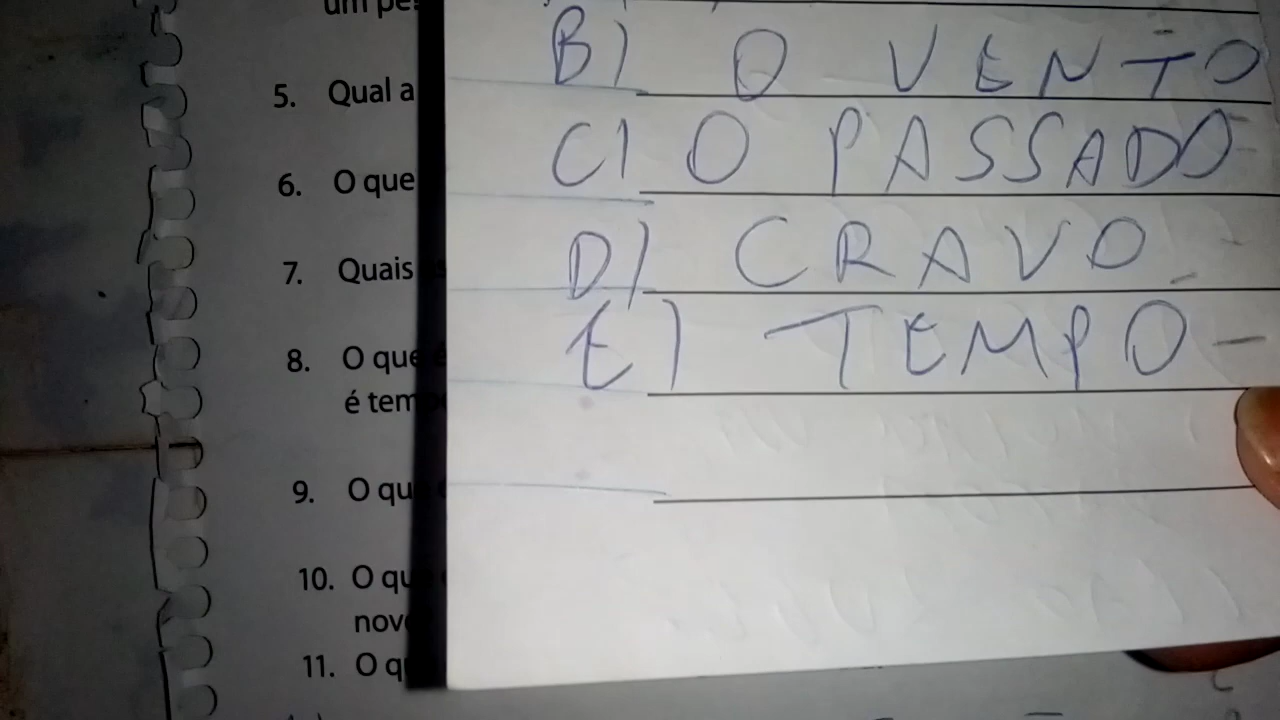 um pe
5. Qual a
6. O que
7. Quais
8. O que
é tem
9. O qu
10. O qu
nov
11. O q
B) O VENTO
C) O PASSADO
D) CRAVO
E) TEMPO